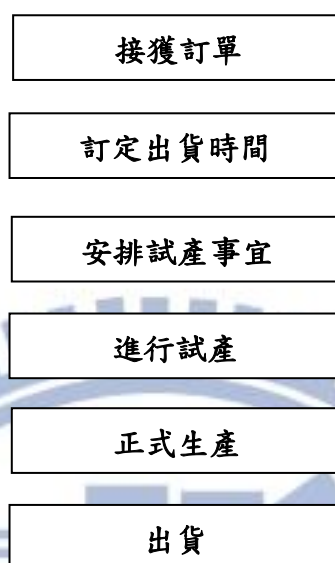 接獲訂單
訂定出貨時間
安排試產事宜
進行試產
正式生產
出貨